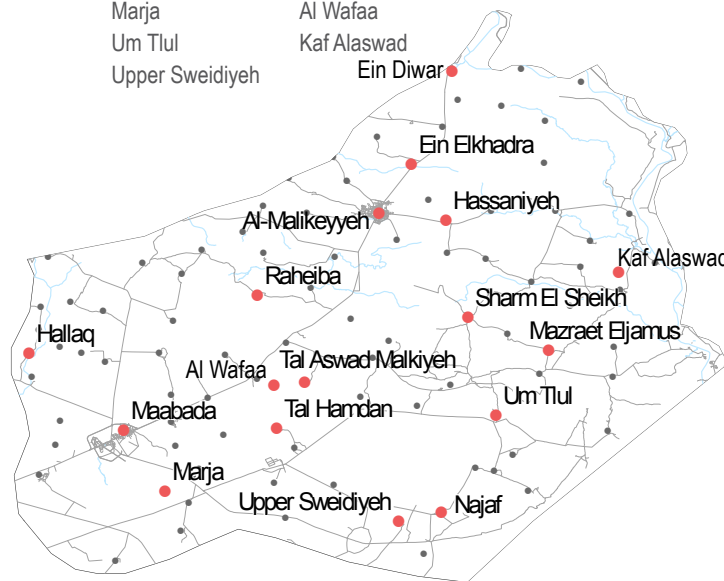 Marja
Al Wafaa
Um Tlul
Kaf Alaswad
Upper Sweidiyeh
Ein Diwar
Ein Elkhadra
Hassaniyeh
Al-Malikeyyeh
Kaf Alaswad
Raheiba
Sharm El Sheikh
Mazraet Eljamus
Hallaq
Al Wafaa
Tal Aswad Malkiyeh
Um Tlul
Maabada
Tal Hamdan
Marja
Upper Sweidiyeh
Najaf